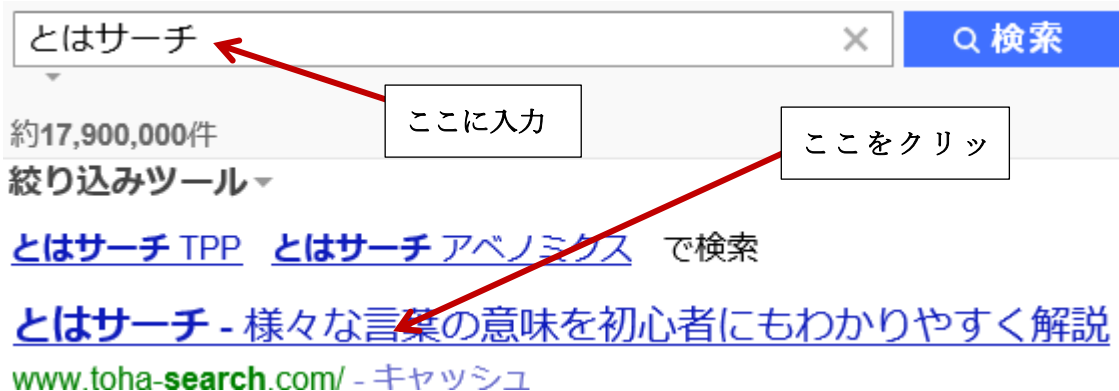 とはサーチ × 検索
ここに入力
約17,900,000件
ここをクリッ
絞り込みツール
とはサーチ TPP とはサーチ アベノミクス で検索
とはサーチ - 様々な言葉の意味を初心者にもわかりやすく解説
www.toha-search.com/ - キャッシュ